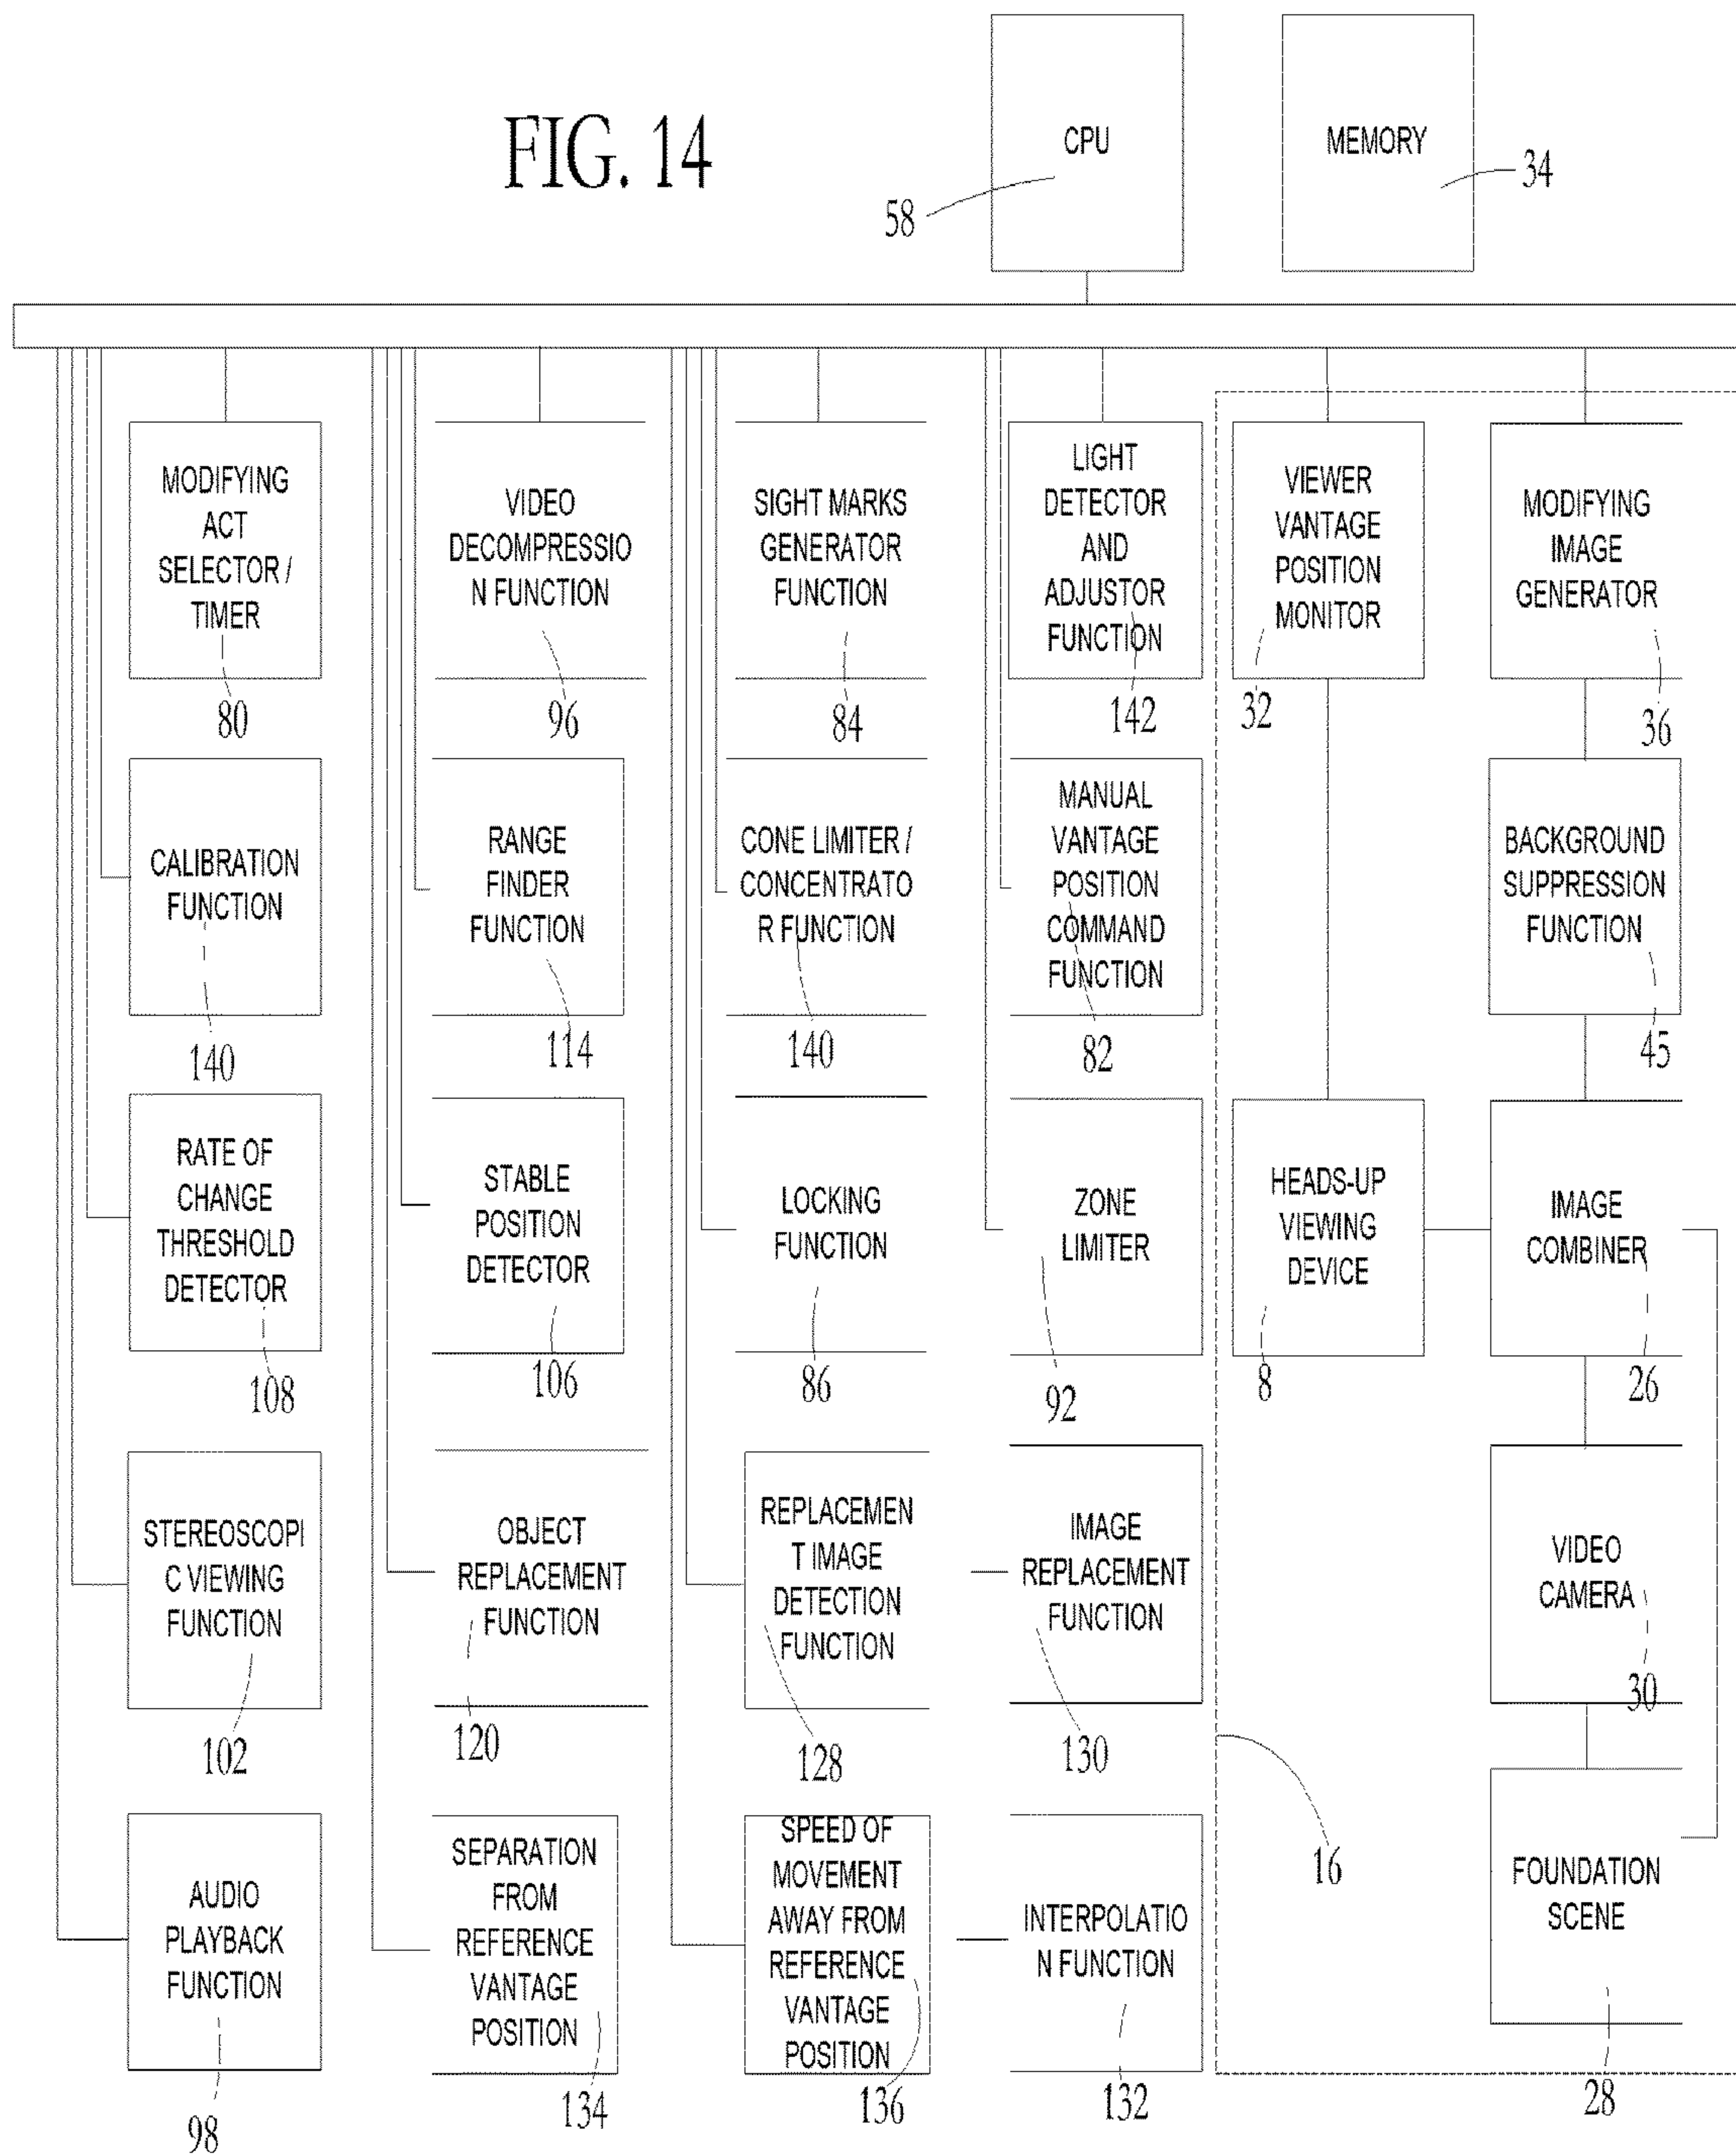 FIG. 14
CPU
58
MEMORY
34
MODIFYING
ACT
SELECTOR /
TIMER
80
VIDEO
DECOMPRESSIO
N FUNCTION
96
SIGHT MARKS
GENERATOR
FUNCTION
84
LIGHT
DETECTOR
AND
ADJUSTOR
FUNCTION
142
VIEWER
VANTAGE
POSITION
MONITOR
32
MODIFYING
IMAGE
GENERATOR
36
CALIBRATION
FUNCTION
140
RANGE
FINDER
FUNCTION
114
CONE LIMITER /
CONCENTRATO
R FUNCTION
140
MANUAL
VANTAGE
POSITION
COMMAND
FUNCTION
82
BACKGROUND
SUPPRESSION
FUNCTION
45
RATE OF
CHANGE
THRESHOLD
DETECTOR
108
STABLE
POSITION
DETECTOR
106
LOCKING
FUNCTION
86
ZONE
LIMITER
92
HEADS-UP
VIEWING
DEVICE
8
IMAGE
COMBINER
26
STEREOSCOPI
C VIEWING
FUNCTION
102
OBJECT
REPLACEMENT
FUNCTION
120
REPLACEMEN
T IMAGE
DETECTION
FUNCTION
128
IMAGE
REPLACEMENT
FUNCTION
130
VIDEO
CAMERA
30
AUDIO
PLAYBACK
FUNCTION
98
SEPARATION
FROM
REFERENCE
VANTAGE
POSITION
134
SPEED OF
MOVEMENT
AWAY FROM
REFERENCE
VANTAGE
POSITION
136
INTERPOLATIO
N FUNCTION
132
16
FOUNDATION
SCENE
28